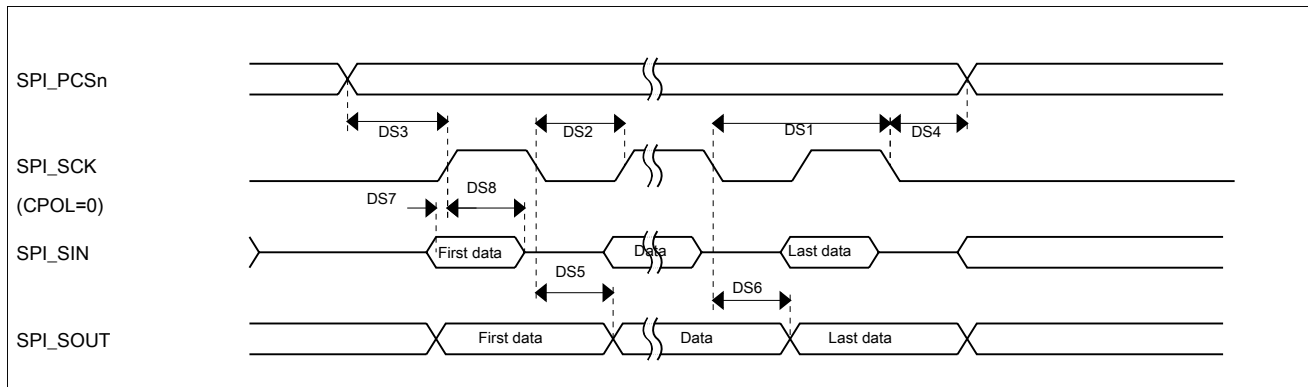 SPI_PCSn
DS3
DS2
DS1
DS4
SPI_SCK
(CPOL=0)
DS7
DS8
SPI_SIN
First data
Data
Last data
DS5
DS6
SPI_SOUT
First data
Data
Last data